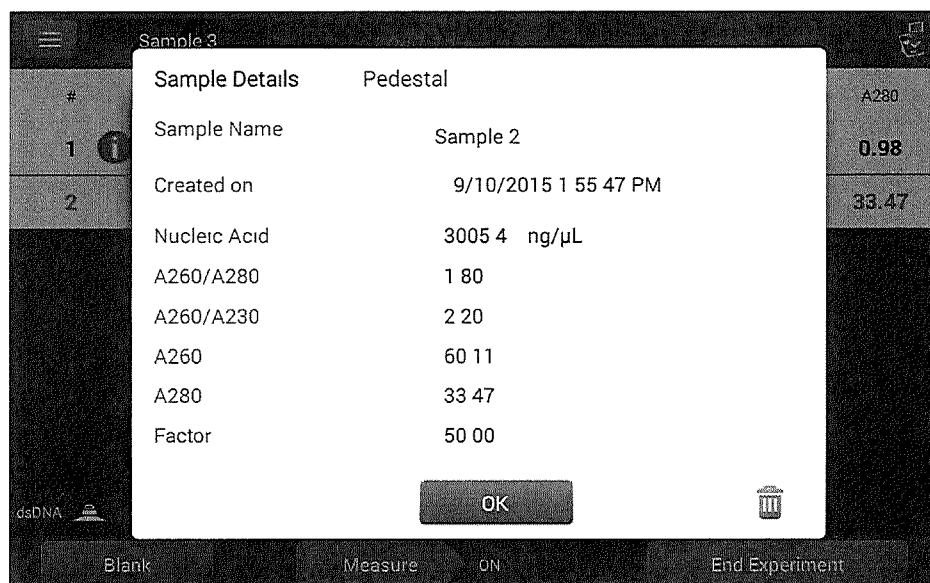 Sample 3
Sample Details Pedestal
# A280
Sample Name Sample 2
1 i 0.98
Created on 9/10/2015 1 55 47 PM
2 33.47
Nucleic Acid 3005 4 ng/µL
A260/A280 1 80
A260/A230 2 20
A260 60 11
A280 33 47
Factor 50 00
OK
dsDNA
Blank Measure ON End Experiment